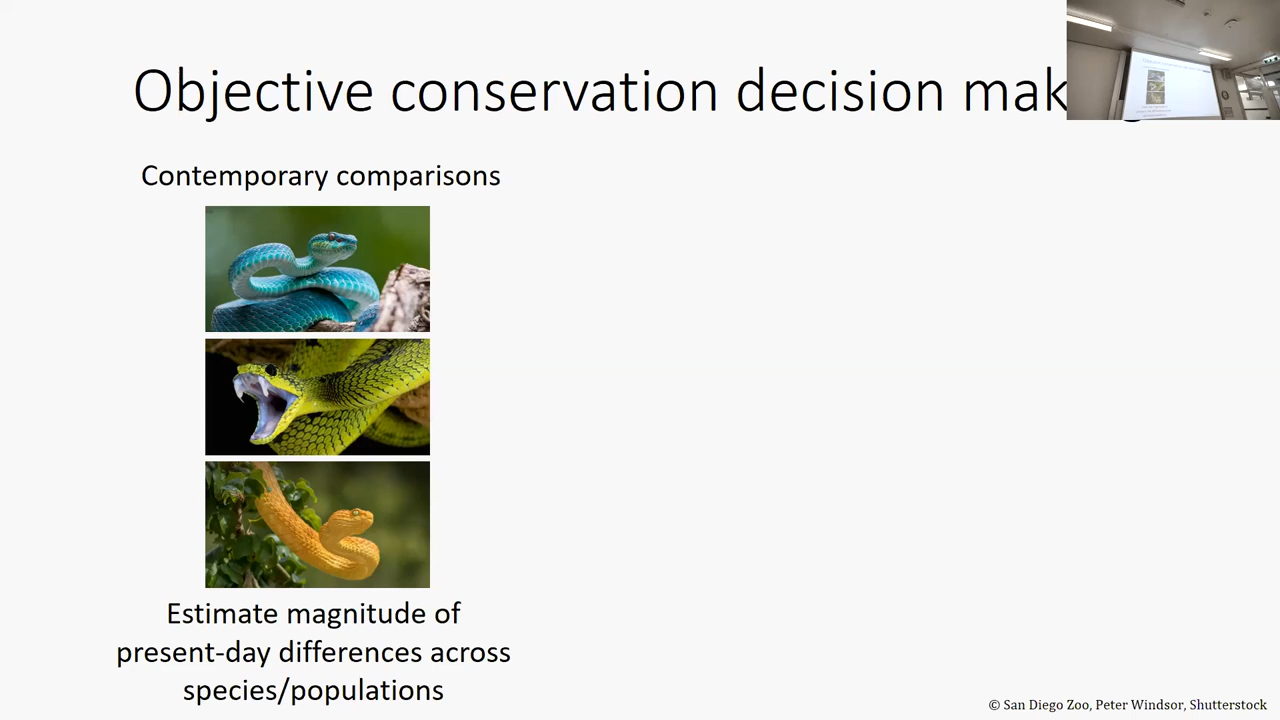 Objective conservation decision mak
Contemporary comparisons
Estimate magnitude of
present-day differences across
species/populations
© San Diego Zoo, Peter Windsor, Shutterstock